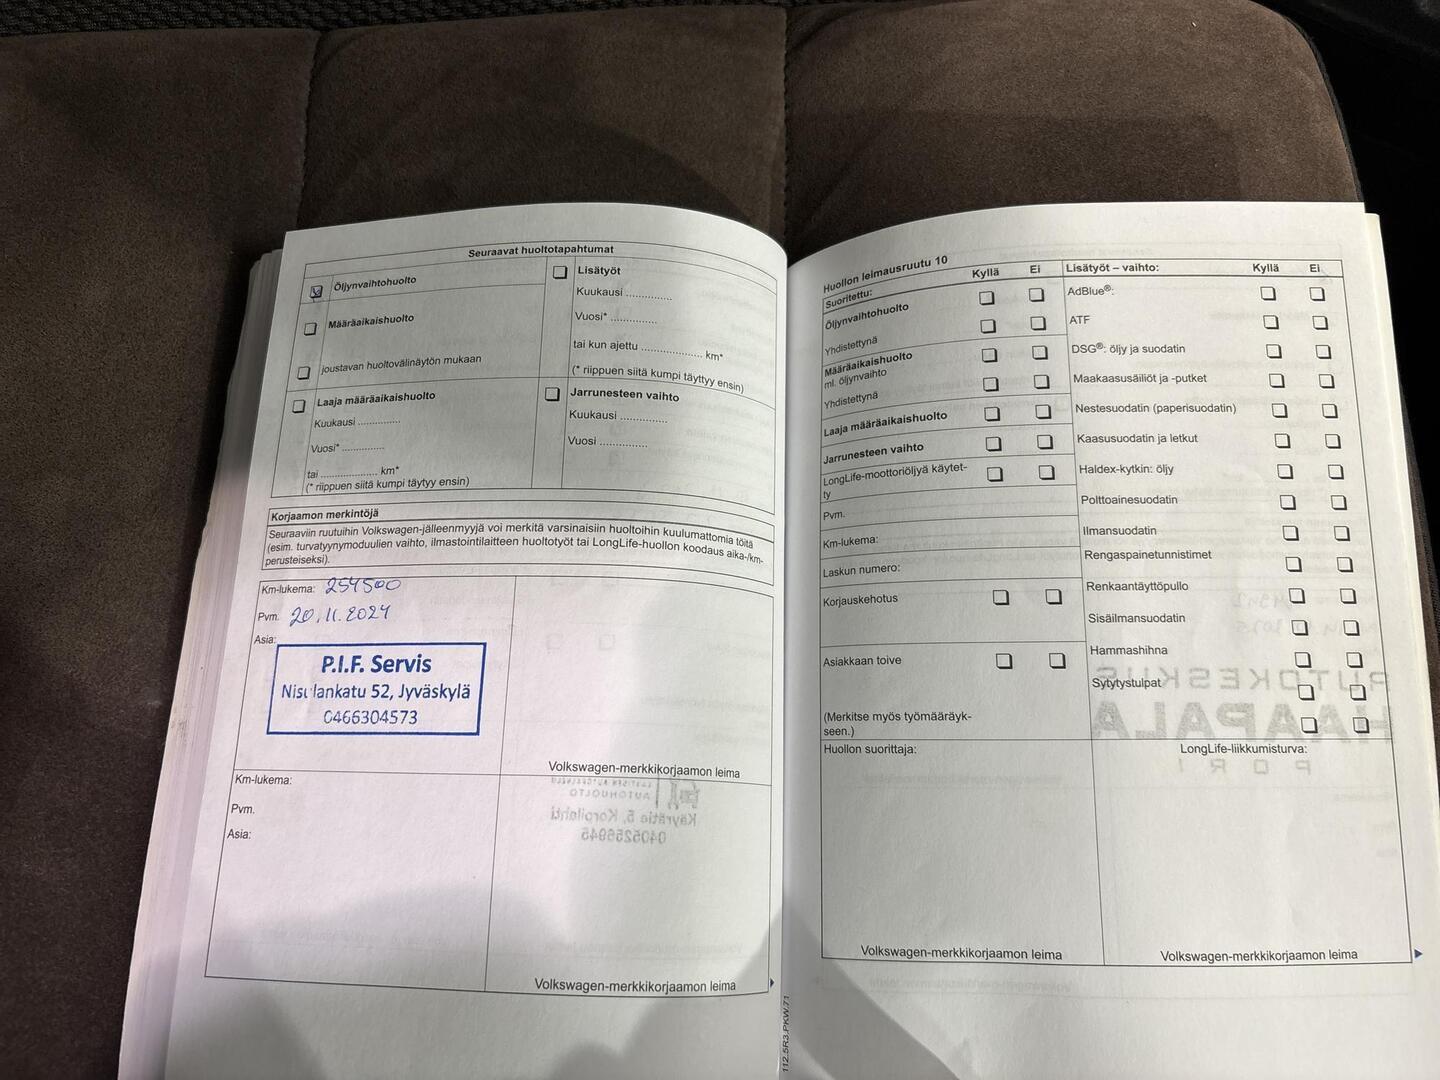 Seuraavat huoltotapahtumat
Öljynvaihtohuolto
Määräaikaishuolto
joustavan huoltovälinäytön mukaan
Laaja määräaikaishuolto
Kuukausi ..............
Vuosi* ..............
tai ................... km*
(* riippuen siitä kumpi täytyy ensin)
Lisätyöt
Kuukausi ...............
Vuosi* ...............
tai kun ajettu .................... km*
(* riippuen siitä kumpi täyttyy ensin)
Jarrunesteen vaihto
Kuukausi ...............
Vuosi ...............
Korjaamon merkintöjä
Seuraaviin ruutuihin Volkswagen-jälleenmyyjä voi merkitä varsinaisiin huoltoihin kuulumattomia töitä
(esim. turvatyynymoduulien vaihto, ilmastointilaitteen huoltotyöt tai LongLife-huollon koodaus aika-/km-
perusteiseksi).
Km-lukema: 254500
Pvm. 20.11.2024
Asia:
P.I.F. Servis
lankatu 52, Jyväskylä
0466304573
Volkswagen-merkkikorjaamon leima
Km-lukema:
Pvm.
Asia:
Volkswagen-merkkikorjaamon leima
Huollon leimausruutu 10
Suoritettu:
Kyllä Ei
Öljynvaihtohuolto
Yhdistettynä
Määräaikaishuolto
ml. öljynvaihto
Yhdistettynä
Laaja määräaikaishuolto
Jarrunesteen vaihto
LongLife-moottoriöljyä käytet-
ty
Pvm.
Km-lukema:
Laskun numero:
Korjauskehotus
Asiakkaan toive
(Merkitse myös työmääräyk-
seen.)
Huollon suorittaja:
Volkswagen-merkkikorjaamon leima
Lisätyöt – vaihto: Kyllä Ei
AdBlue®:
ATF
DSG®: öljy ja suodatin
Maakaasusäiliöt ja -putket
Nestesuodatin (paperisuodatin)
Kaasusuodatin ja letkut
Haldex-kytkin: öljy
Polttoainesuodatin
Ilmansuodatin
Rengaspainetunnistimet
Renkaantäyttöpullo
Sisäilmansuodatin
Hammashihna
Sytytystulpat
LongLife-liikkumisturva:
Volkswagen-merkkikorjaamon leima
112.5R3.PKW.71